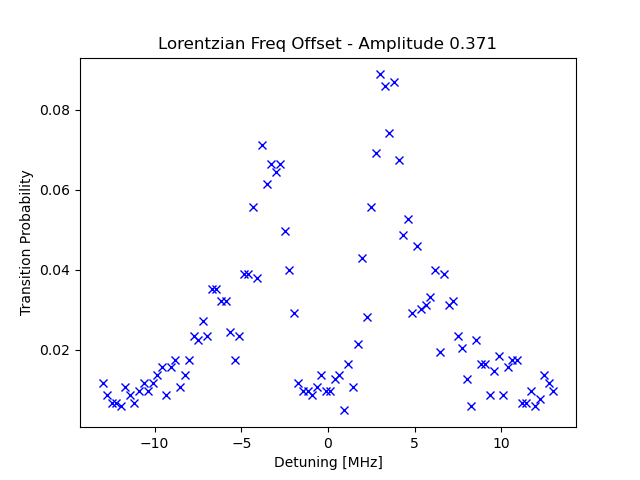 Lorentzian Freq Offset - Amplitude 0.371
Transition Probability
0.08
0.06
0.04
0.02
−10 −5 0 5 10
Detuning [MHz]